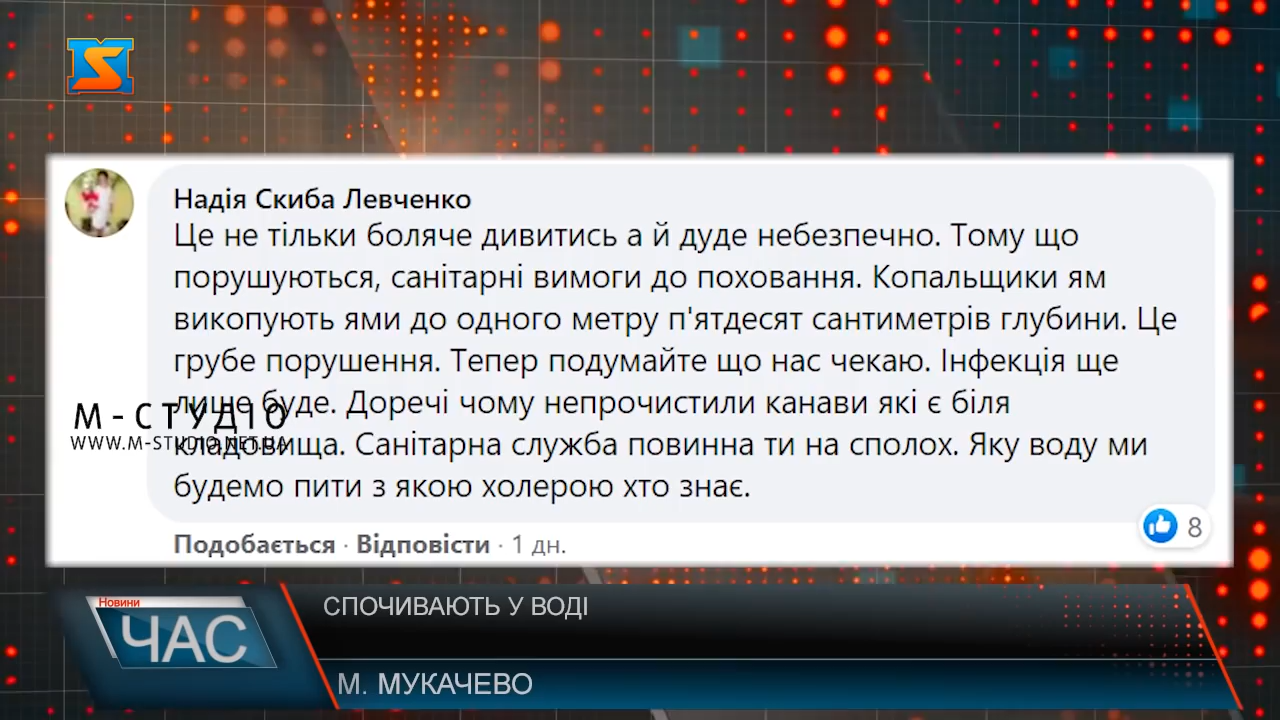 Надія Скиба Левченко
Це не тільки боляче дивитись а й дуде небезпечно. Тому що
порушуються, санітарні вимоги до поховання. Копальщики ям
викопують ями до одного метру п'ятдесят сантиметрів глубини. Це
грубе порушення. Тепер подумайте що нас чекаю. Інфекція ще
лише буде. Доречі чому непрочистили канави які є біля
кладовища. Санітарна служба повинна ти на сполох. Яку воду ми
будемо пити з якою холерою хто знає.
8
Подобається · Відповісти · 1 дн.
М-СТУДІО
WWW.M-STUDIO.NET.UA
Новини
ЧАС
СПОЧИВАЮТЬ У ВОДІ
М. МУКАЧЕВО